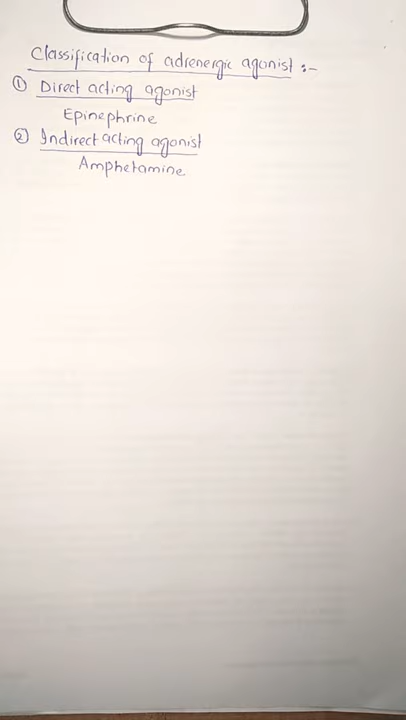 Classification of adrenergic agonist :-
① Direct acting agonist
Epinephrine
② Indirect acting agonist
Amphetamine